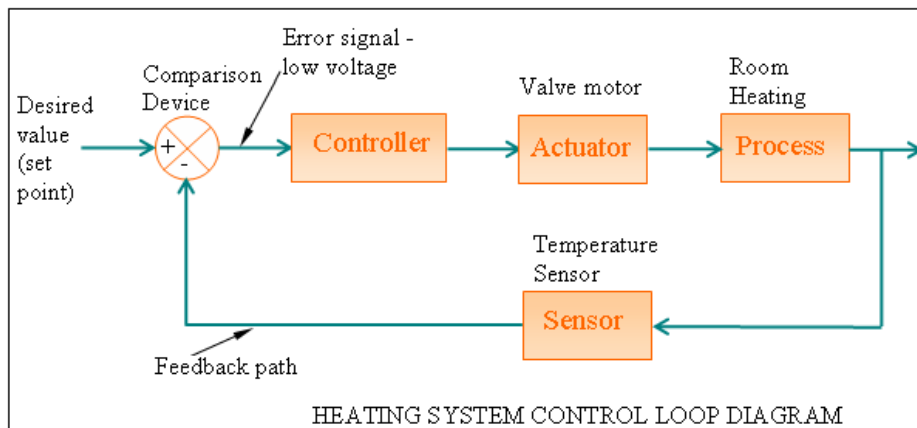 Error signal -
low voltage
Comparison
Device
Desired
value
(set
point)
+
-
Controller
Valve motor
Actuator
Room
Heating
Process
Temperature
Sensor
Sensor
Feedback path
HEATING SYSTEM CONTROL LOOP DIAGRAM